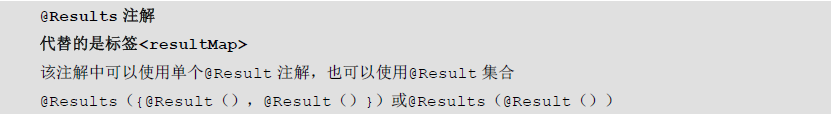 @Results 注解
代替的是标签<resultMap>
该注解中可以使用单个@Result 注解，也可以使用@Result 集合
@Results（{@Result（），@Result（）}）或@Results（@Result（））